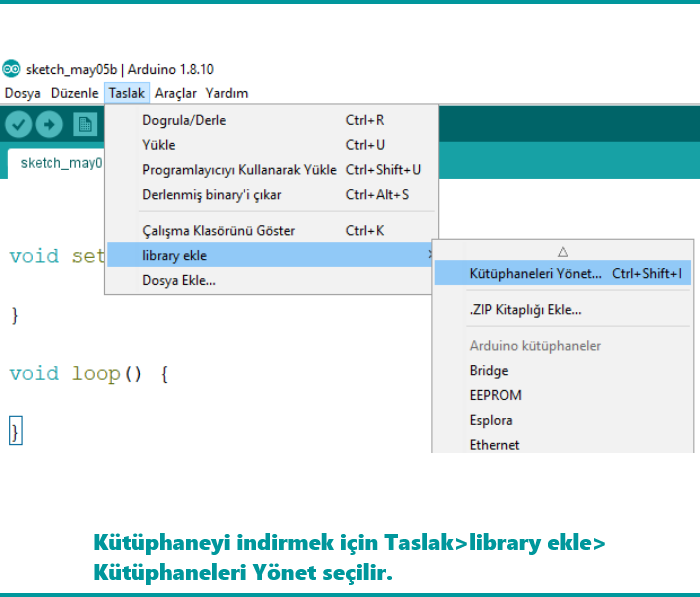 sketch_may05b | Arduino 1.8.10
Dosya Düzenle Taslak Araçlar Yardım
Dogrula/Derle Ctrl+R
Yükle Ctrl+U
Programlayıcıyı Kullanarak Yükle Ctrl+Shift+U
Derlenmiş binary'i çıkar Ctrl+Alt+S
Çalışma Klasörünü Göster Ctrl+K
library ekle
Dosya Ekle...
Kütüphaneleri Yönet... Ctrl+Shift+I
.ZIP Kitaplığı Ekle...
Arduino kütüphaneler
Bridge
EEPROM
Esplora
Ethernet
sketch_may0
void set
}
void loop() {
}
Kütüphaneyi indirmek için Taslak>library ekle>
Kütüphaneleri Yönet seçilir.